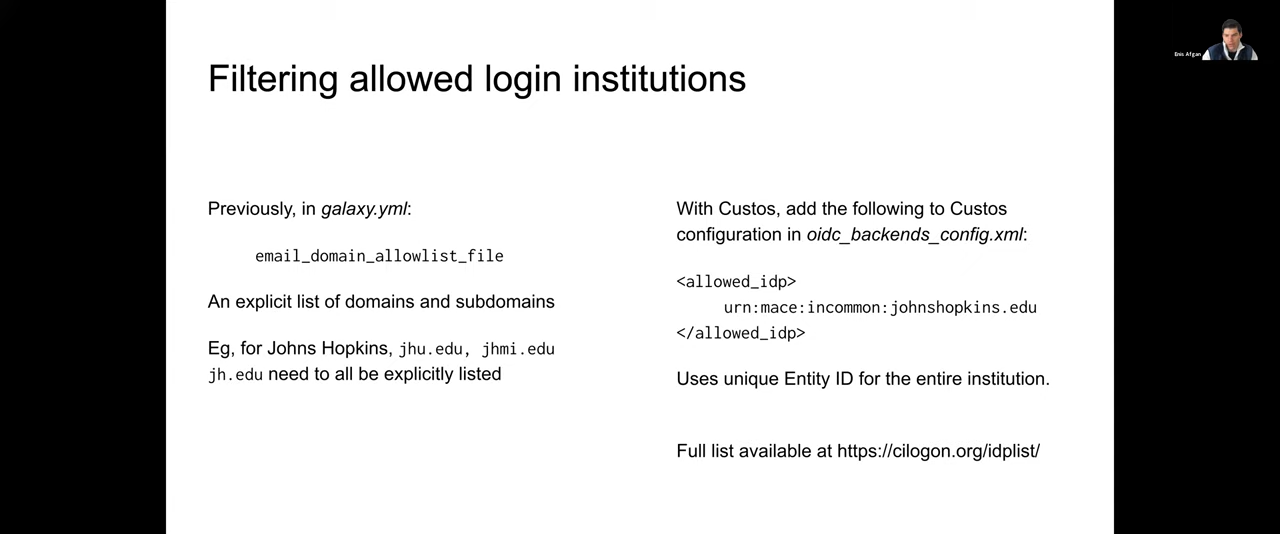 Filtering allowed login institutions
Previously, in galaxy.yml:
email_domain_allowlist_file
An explicit list of domains and subdomains
Eg, for Johns Hopkins, jhu.edu, jhmi.edu
jh.edu need to all be explicitly listed
With Custos, add the following to Custos
configuration in oidc_backends_config.xml:
<allowed_idp>
urn:mace:incommon:johnshopkins.edu
</allowed_idp>
Uses unique Entity ID for the entire institution.
Full list available at https://cilogon.org/idplist/
Enis Afgan